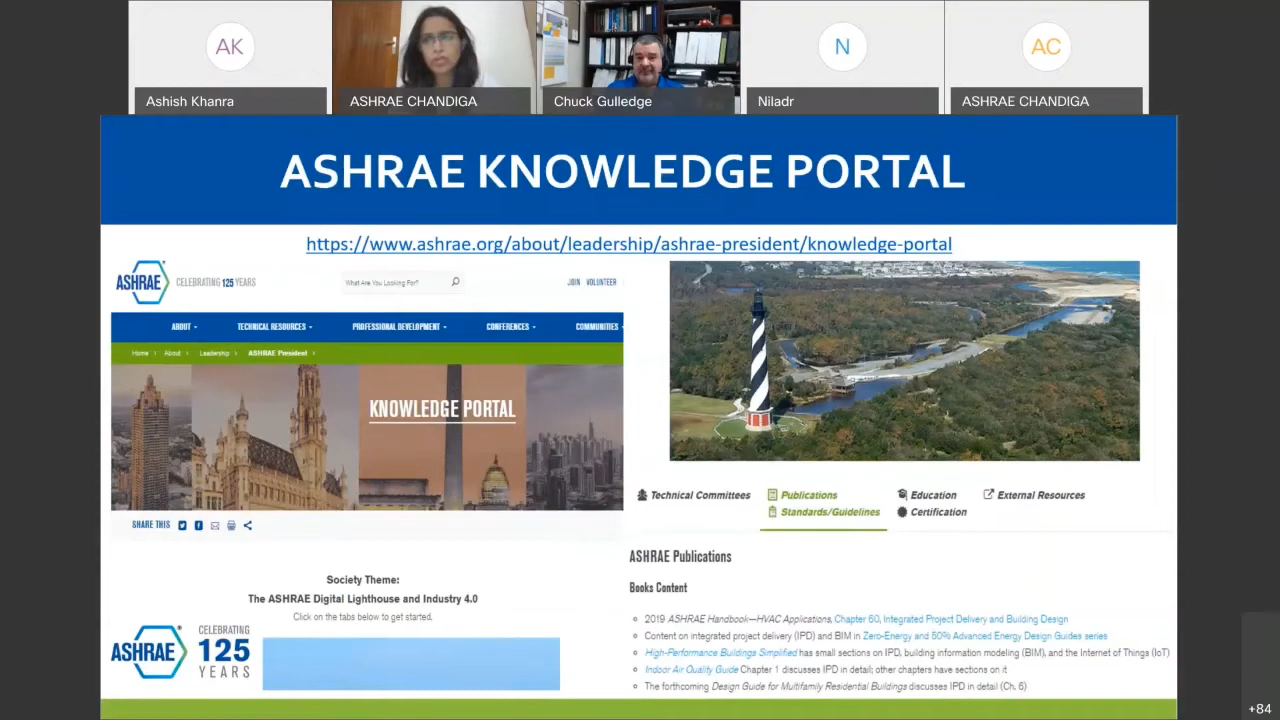 AK
N
AC
Ashish Khanra
ASHRAE CHANDIGA
Chuck Gulledge
Niladr
ASHRAE CHANDIGA
ASHRAE KNOWLEDGE PORTAL
https://www.ashrae.org/about/leadership/ashrae-president/knowledge-portal
ASHRAE CELEBRATING 125 YEARS
What Are You Looking For?
JOIN VOLUNTEER
ABOUT TECHNICAL RESOURCES PROFESSIONAL DEVELOPMENT CONFERENCES COMMUNITIES
Home › About › Leadership › ASHRAE President ›
KNOWLEDGE PORTAL
SHARE THIS
Society Theme:
The ASHRAE Digital Lighthouse and Industry 4.0
Click on the tabs below to get started.
ASHRAE
CELEBRATING
125
YEARS
Technical Committees
Publications
Standards/Guidelines
Education
Certification
External Resources
ASHRAE Publications
Books Content
2019 ASHRAE Handbook—HVAC Applications, Chapter 60, Integrated Project Delivery and Building Design
Content on integrated project delivery (IPD) and BIM in Zero-Energy and 50% Advanced Energy Design Guides series
High-Performance Buildings Simplified has small sections on IPD, building information modeling (BIM), and the Internet of Things (IoT)
Indoor Air Quality Guide Chapter 1 discusses IPD in detail; other chapters have sections on it
The forthcoming Design Guide for Multifamily Residential Buildings discusses IPD in detail (Ch. 6)
+84